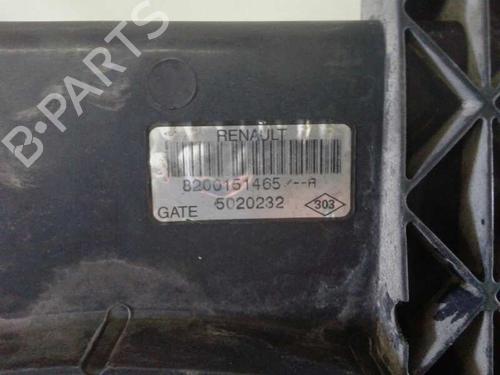 B-PARTS
RENAULT
8200151465/--A
GATE 5020232 303